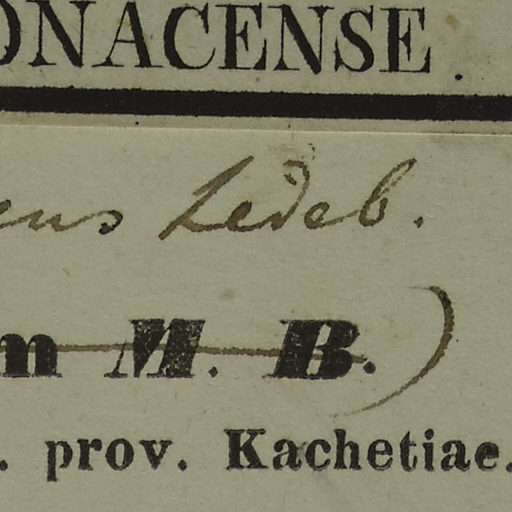 ONACENSE.
ens Ledeb.
m M. B.)
. prov. Kachetiae.